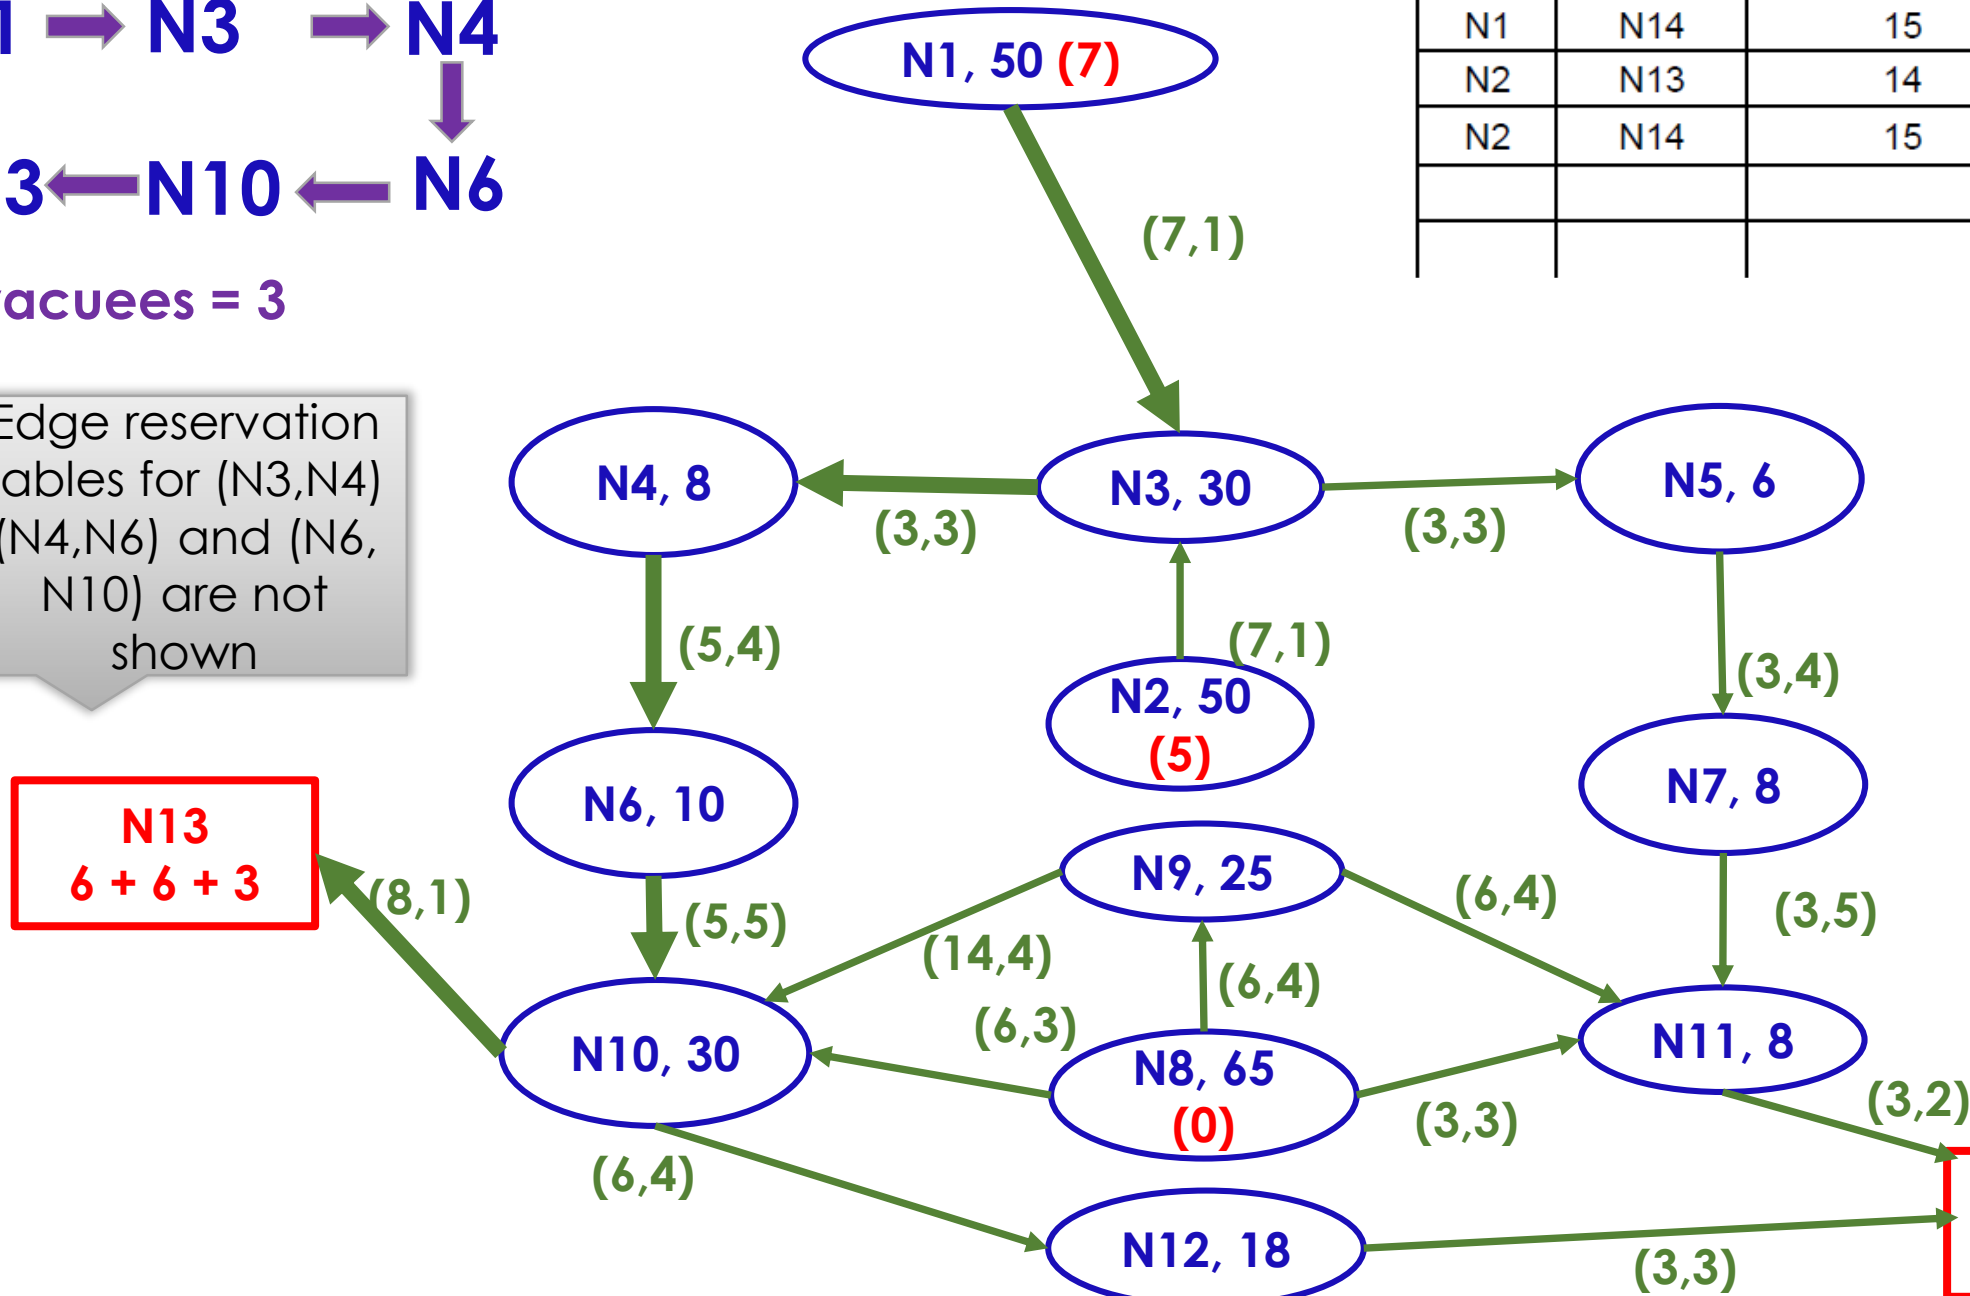 1 N3 N4
3 N10 N6
vacuees = 3
Edge reservation
ables for (N3,N4)
(N4,N6) and (N6,
N10) are not
shown
N1, 50 (7)
N1 N14 15
N2 N13 14
N2 N14 15
(7,1)
N4, 8
(3,3)
N3, 30
(3,3)
N5, 6
(5,4)
(7,1)
N2, 50
(5)
(3,4)
N6, 10
N7, 8
N13
6 + 6 + 3
(8,1)
(5,5)
N9, 25
(14,4)
(6,4)
(6,4)
(3,5)
(6,3)
N10, 30
N8, 65
(0)
(3,3)
N11, 8
(3,2)
(6,4)
N12, 18
(3,3)